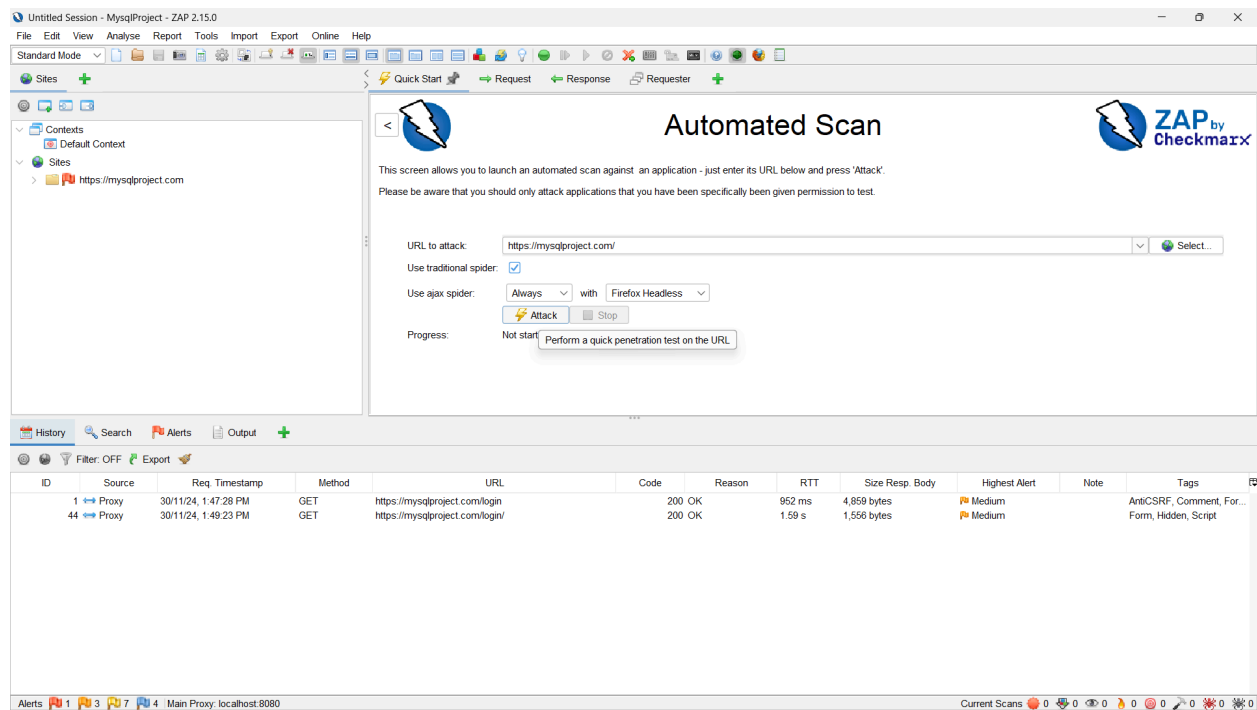 Untitled Session - MysqlProject - ZAP 2.15.0
File Edit View Analyse Report Tools Import Export Online Help
Standard Mode
Sites
Quick Start Request Response Requester
< Automated Scan ZAP by Checkmarx
Contexts
Default Context
Sites
https://mysqlproject.com
This screen allows you to launch an automated scan against an application - just enter its URL below and press 'Attack'.
Please be aware that you should only attack applications that you have been specifically been given permission to test.
URL to attack: https://mysqlproject.com/ Select...
Use traditional spider:
Use ajax spider: Always with Firefox Headless
Attack Stop
Progress: Not start
Perform a quick penetration test on the URL
History Search Alerts Output
Filter: OFF Export
ID Source Req. Timestamp Method URL Code Reason RTT Size Resp. Body Highest Alert Note Tags
1 Proxy 30/11/24, 1:47:28 PM GET https://mysqlproject.com/login 200 OK 952 ms 4,859 bytes Medium AntiCSRF, Comment, For...
44 Proxy 30/11/24, 1:49:23 PM GET https://mysqlproject.com/login/ 200 OK 1.59 s 1,556 bytes Medium Form, Hidden, Script
Alerts 1 3 7 4 Main Proxy: localhost:8080 Current Scans 0 0 0 0 0 0 0 0